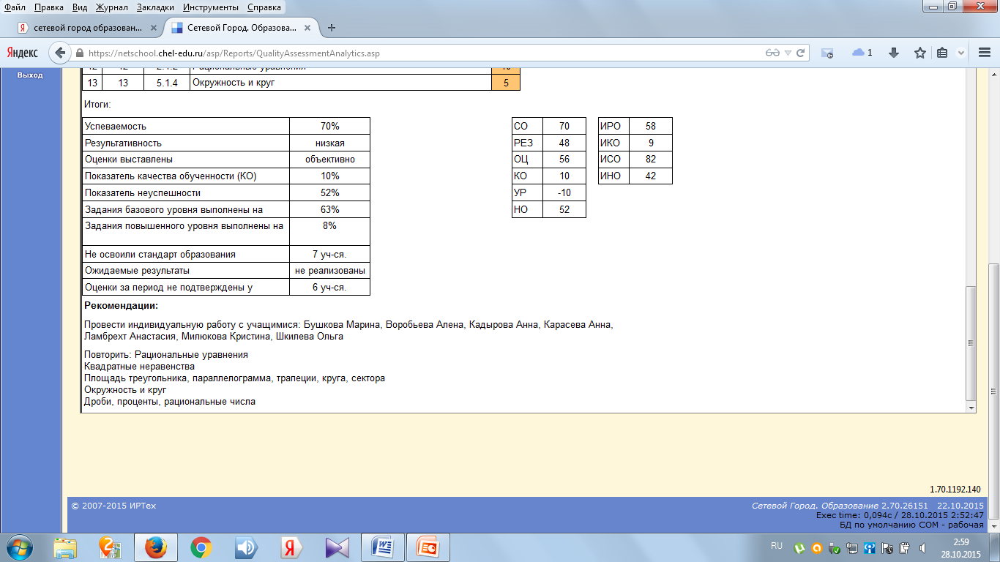 Файл Правка Вид Журнал Закладки Инструменты Справка
сетевой город образован...
Сетевой Город. Образова...
Яндекс
https://netschool.chel-edu.ru/asp/Reports/QualityAssessmentAnalytics.asp
1
Выход
12 12 2.1.2 Рациональные уравнения 10
13 13 5.1.4 Окружность и круг 5
Итоги:
Успеваемость 70% СО 70 ИРО 58
Результативность низкая РЕЗ 48 ИКО 9
Оценки выставлены объективно ОЦ 56 ИСО 82
Показатель качества обученности (КО) 10% КО 10 ИНО 42
Показатель неуспешности 52% УР -10
Задания базового уровня выполнены на 63% НО 52
Задания повышенного уровня выполнены на 8%
Не освоили стандарт образования 7 уч-ся.
Ожидаемые результаты не реализованы
Оценки за период не подтверждены у 6 уч-ся.
Рекомендации:
Провести индивидуальную работу с учащимися: Бушкова Марина, Воробьева Алена, Кадырова Анна, Карасева Анна,
Ламбрехт Анастасия, Милюкова Кристина, Шкилева Ольга
Повторить: Рациональные уравнения
Квадратные неравенства
Площадь треугольника, параллелограмма, трапеции, круга, сектора
Окружность и круг
Дроби, проценты, рациональные числа
1.70.1192.140
© 2007-2015 ИРТех
Сетевой Город. Образование 2.70.26151 22.10.2015
Exec time: 0,094с / 28.10.2015 2:52:47
БД по умолчанию COM - рабочая
RU
2:59
28.10.2015